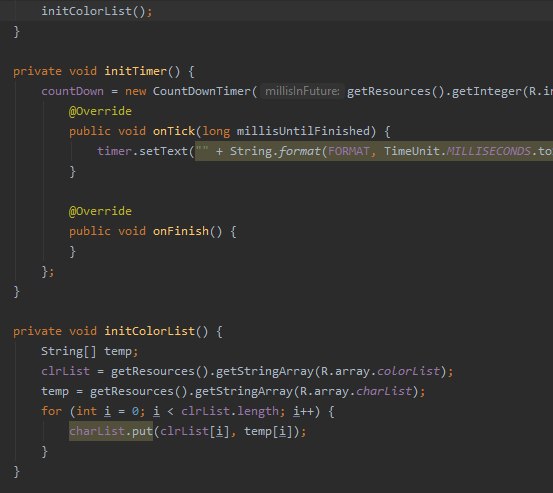 initColorList();
}
private void initTimer() {
countDown = new CountDownTimer( millisInFuture: getResources().getInteger(R.in
@Override
public void onTick(long millisUntilFinished) {
timer.setText("" + String.format(FORMAT, TimeUnit.MILLISECONDS.to
}
@Override
public void onFinish() {
}
};
}
private void initColorList() {
String[] temp;
clrList = getResources().getStringArray(R.array.colorList);
temp = getResources().getStringArray(R.array.charList);
for (int i = 0; i < clrList.length; i++) {
charList.put(clrList[i], temp[i]);
}
}